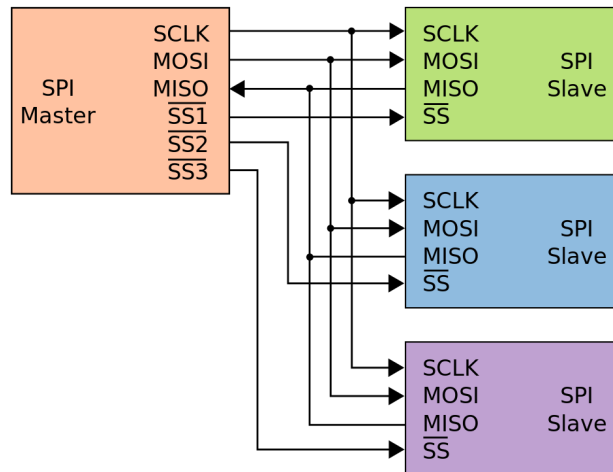 SPI
Master
SCLK
MOSI
MISO
SS1
SS2
SS3
SCLK
MOSI
MISO
SS
SPI
Slave
SCLK
MOSI
MISO
SS
SPI
Slave
SCLK
MOSI
MISO
SS
SPI
Slave